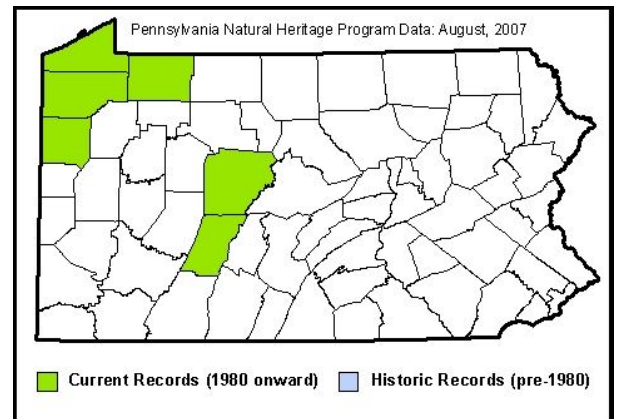 Pennsylvania Natural Heritage Program Data: August, 2007
Current Records (1980 onward) Historic Records (pre-1980)